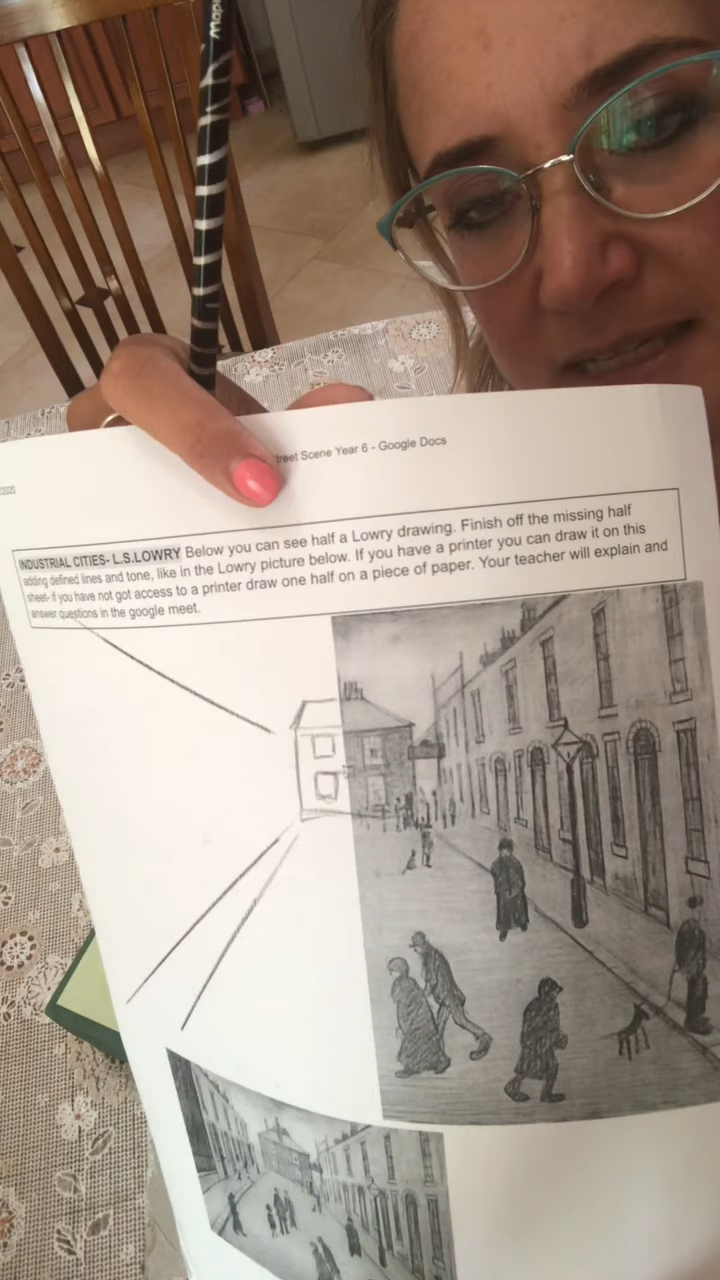 Maped
treet Scene Year 6 - Google Docs
/2020
INDUSTRIAL CITIES- L.S.LOWRY Below you can see half a Lowry drawing. Finish off the missing half
adding defined lines and tone, like in the Lowry picture below. If you have a printer you can draw it on this
sheet- if you have not got access to a printer draw one half on a piece of paper. Your teacher will explain and
answer questions in the google meet.